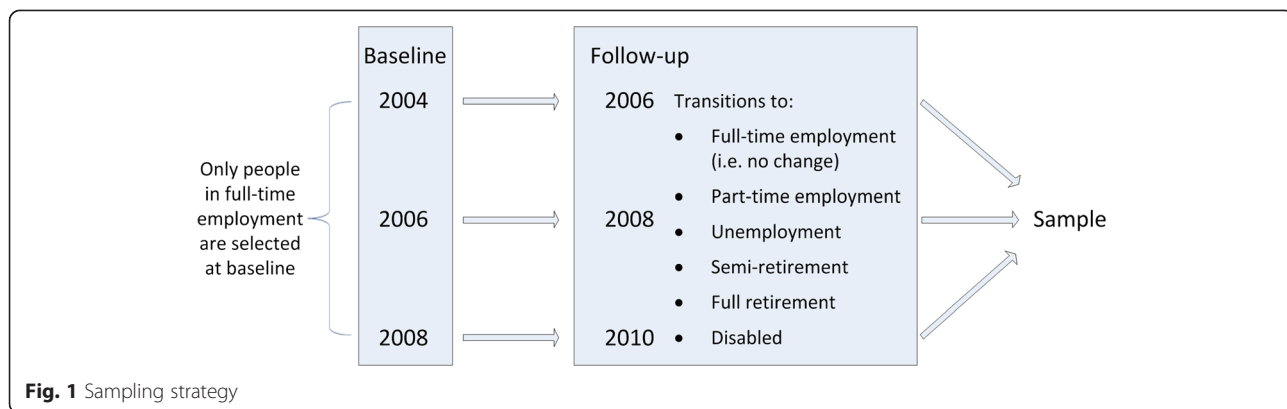 Baseline
Follow-up
2004
2006
Transitions to:
Only people
in full-time
employment
are selected
at baseline
• Full-time employment
(i.e. no change)
• Part-time employment
2006
2008
• Unemployment
Sample
• Semi-retirement
• Full retirement
2008
2010
• Disabled
Fig. 1 Sampling strategy